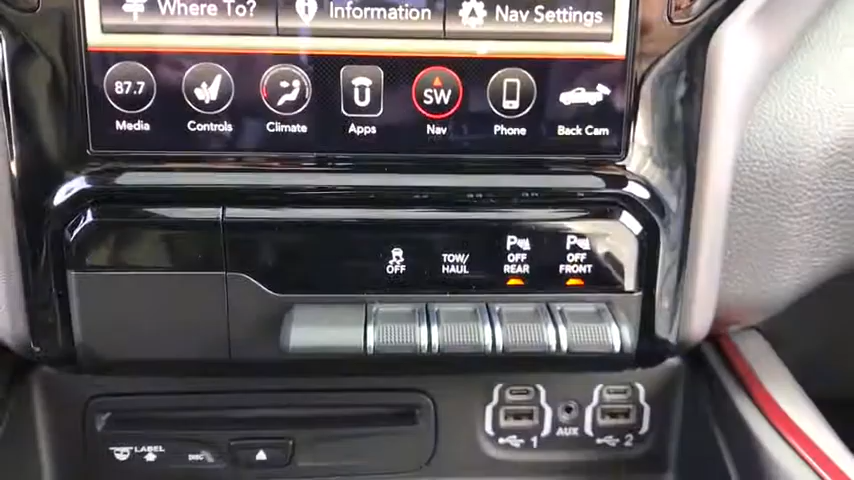 Where To?
Information
Nav Settings
87.7
SW
Media
Controls
Climate
Apps
Nav
Phone
Back Cam
OFF
TOW/
HAUL
P
OFF
REAR
P
OFF
FRONT
LABEL
DISC
1
AUX
2